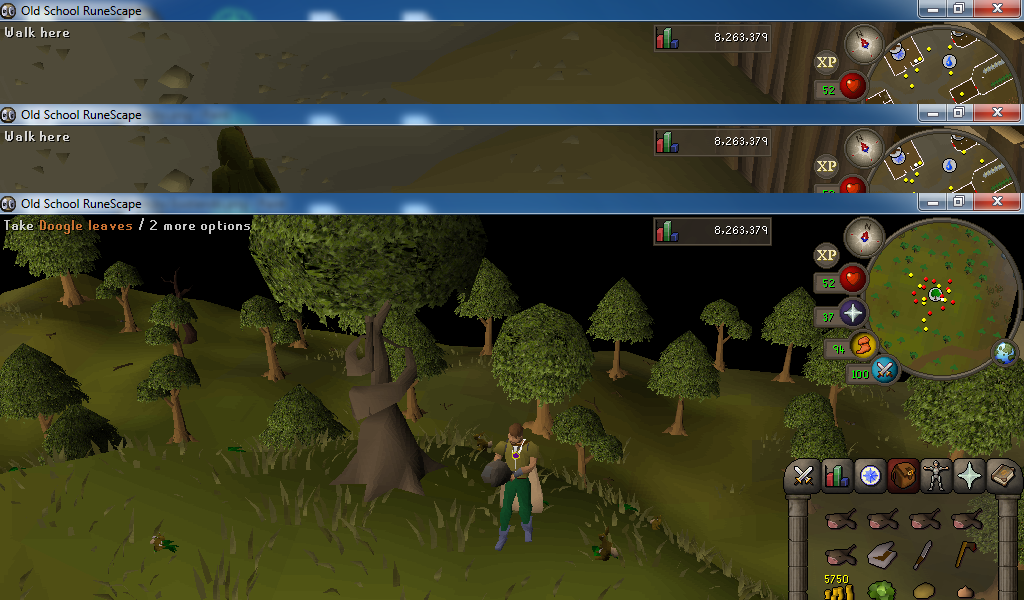 Old School RuneScape
Walk here
8,263,379
XP
52
Old School RuneScape
Walk here
8,263,379
XP
Old School RuneScape
Take Doogle leaves / 2 more options
8,263,379
XP
52
37
94
100
5750